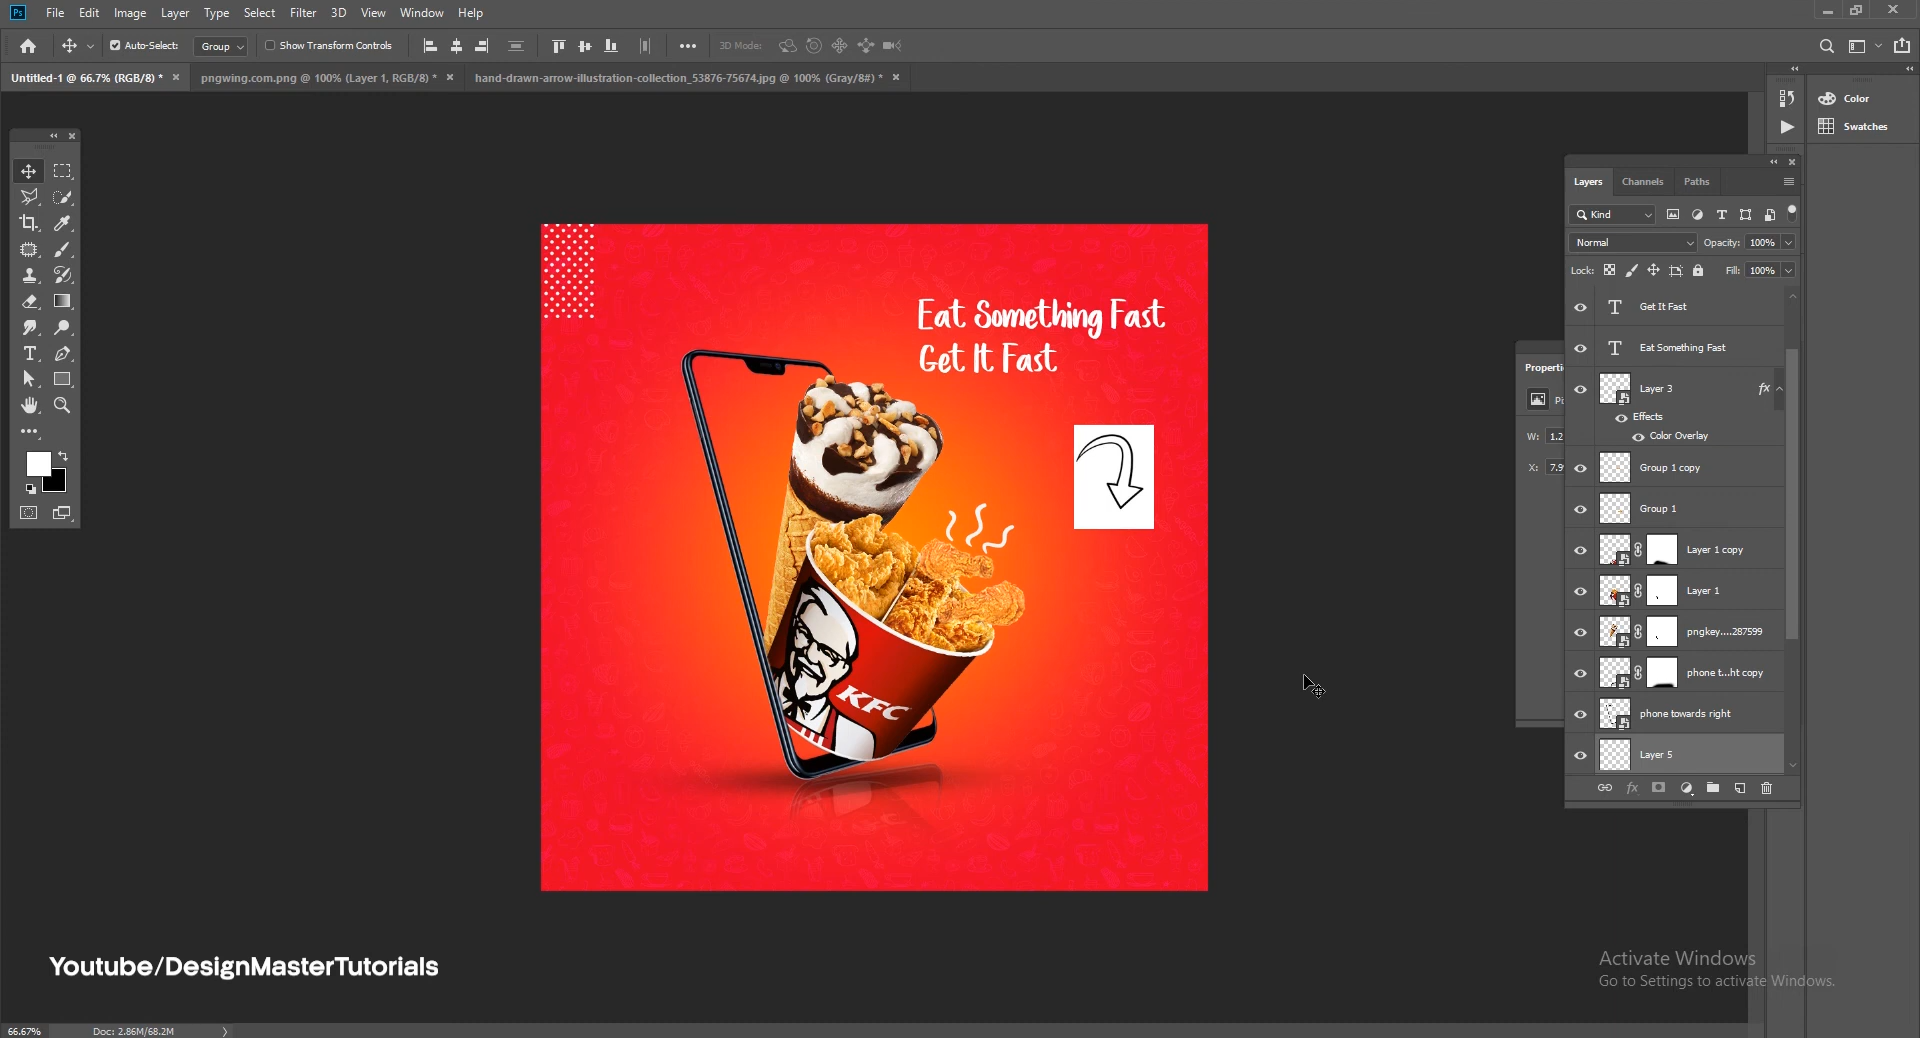 Ps File Edit Image Layer Type Select Filter 3D View Window Help
Auto-Select: Group Show Transform Controls 3D Mode:
Untitled-1 @ 66.7% (RGB/8) * pngwing.com.png @ 100% (Layer 1, RGB/8) * hand-drawn-arrow-illustration-collection_53876-75674.jpg @ 100% (Gray/8#) *
Color
Swatches
Layers Channels Paths
Kind
Normal Opacity: 100%
Lock: Fill: 100%
Get It Fast
Eat Something Fast
Layer 3 fx
Effects
Color Overlay
Group 1 copy
Group 1
Layer 1 copy
Layer 1
pngkey....287599
phone t...ht copy
phone towards right
Layer 5
fx
Properti
Pi
W: 1.2
X: 7.9
Eat Something Fast
Get It Fast
KFC
Youtube/DesignMasterTutorials
Activate Windows
Go to Settings to activate Windows.
66.67% Doc: 2.86M/68.2M